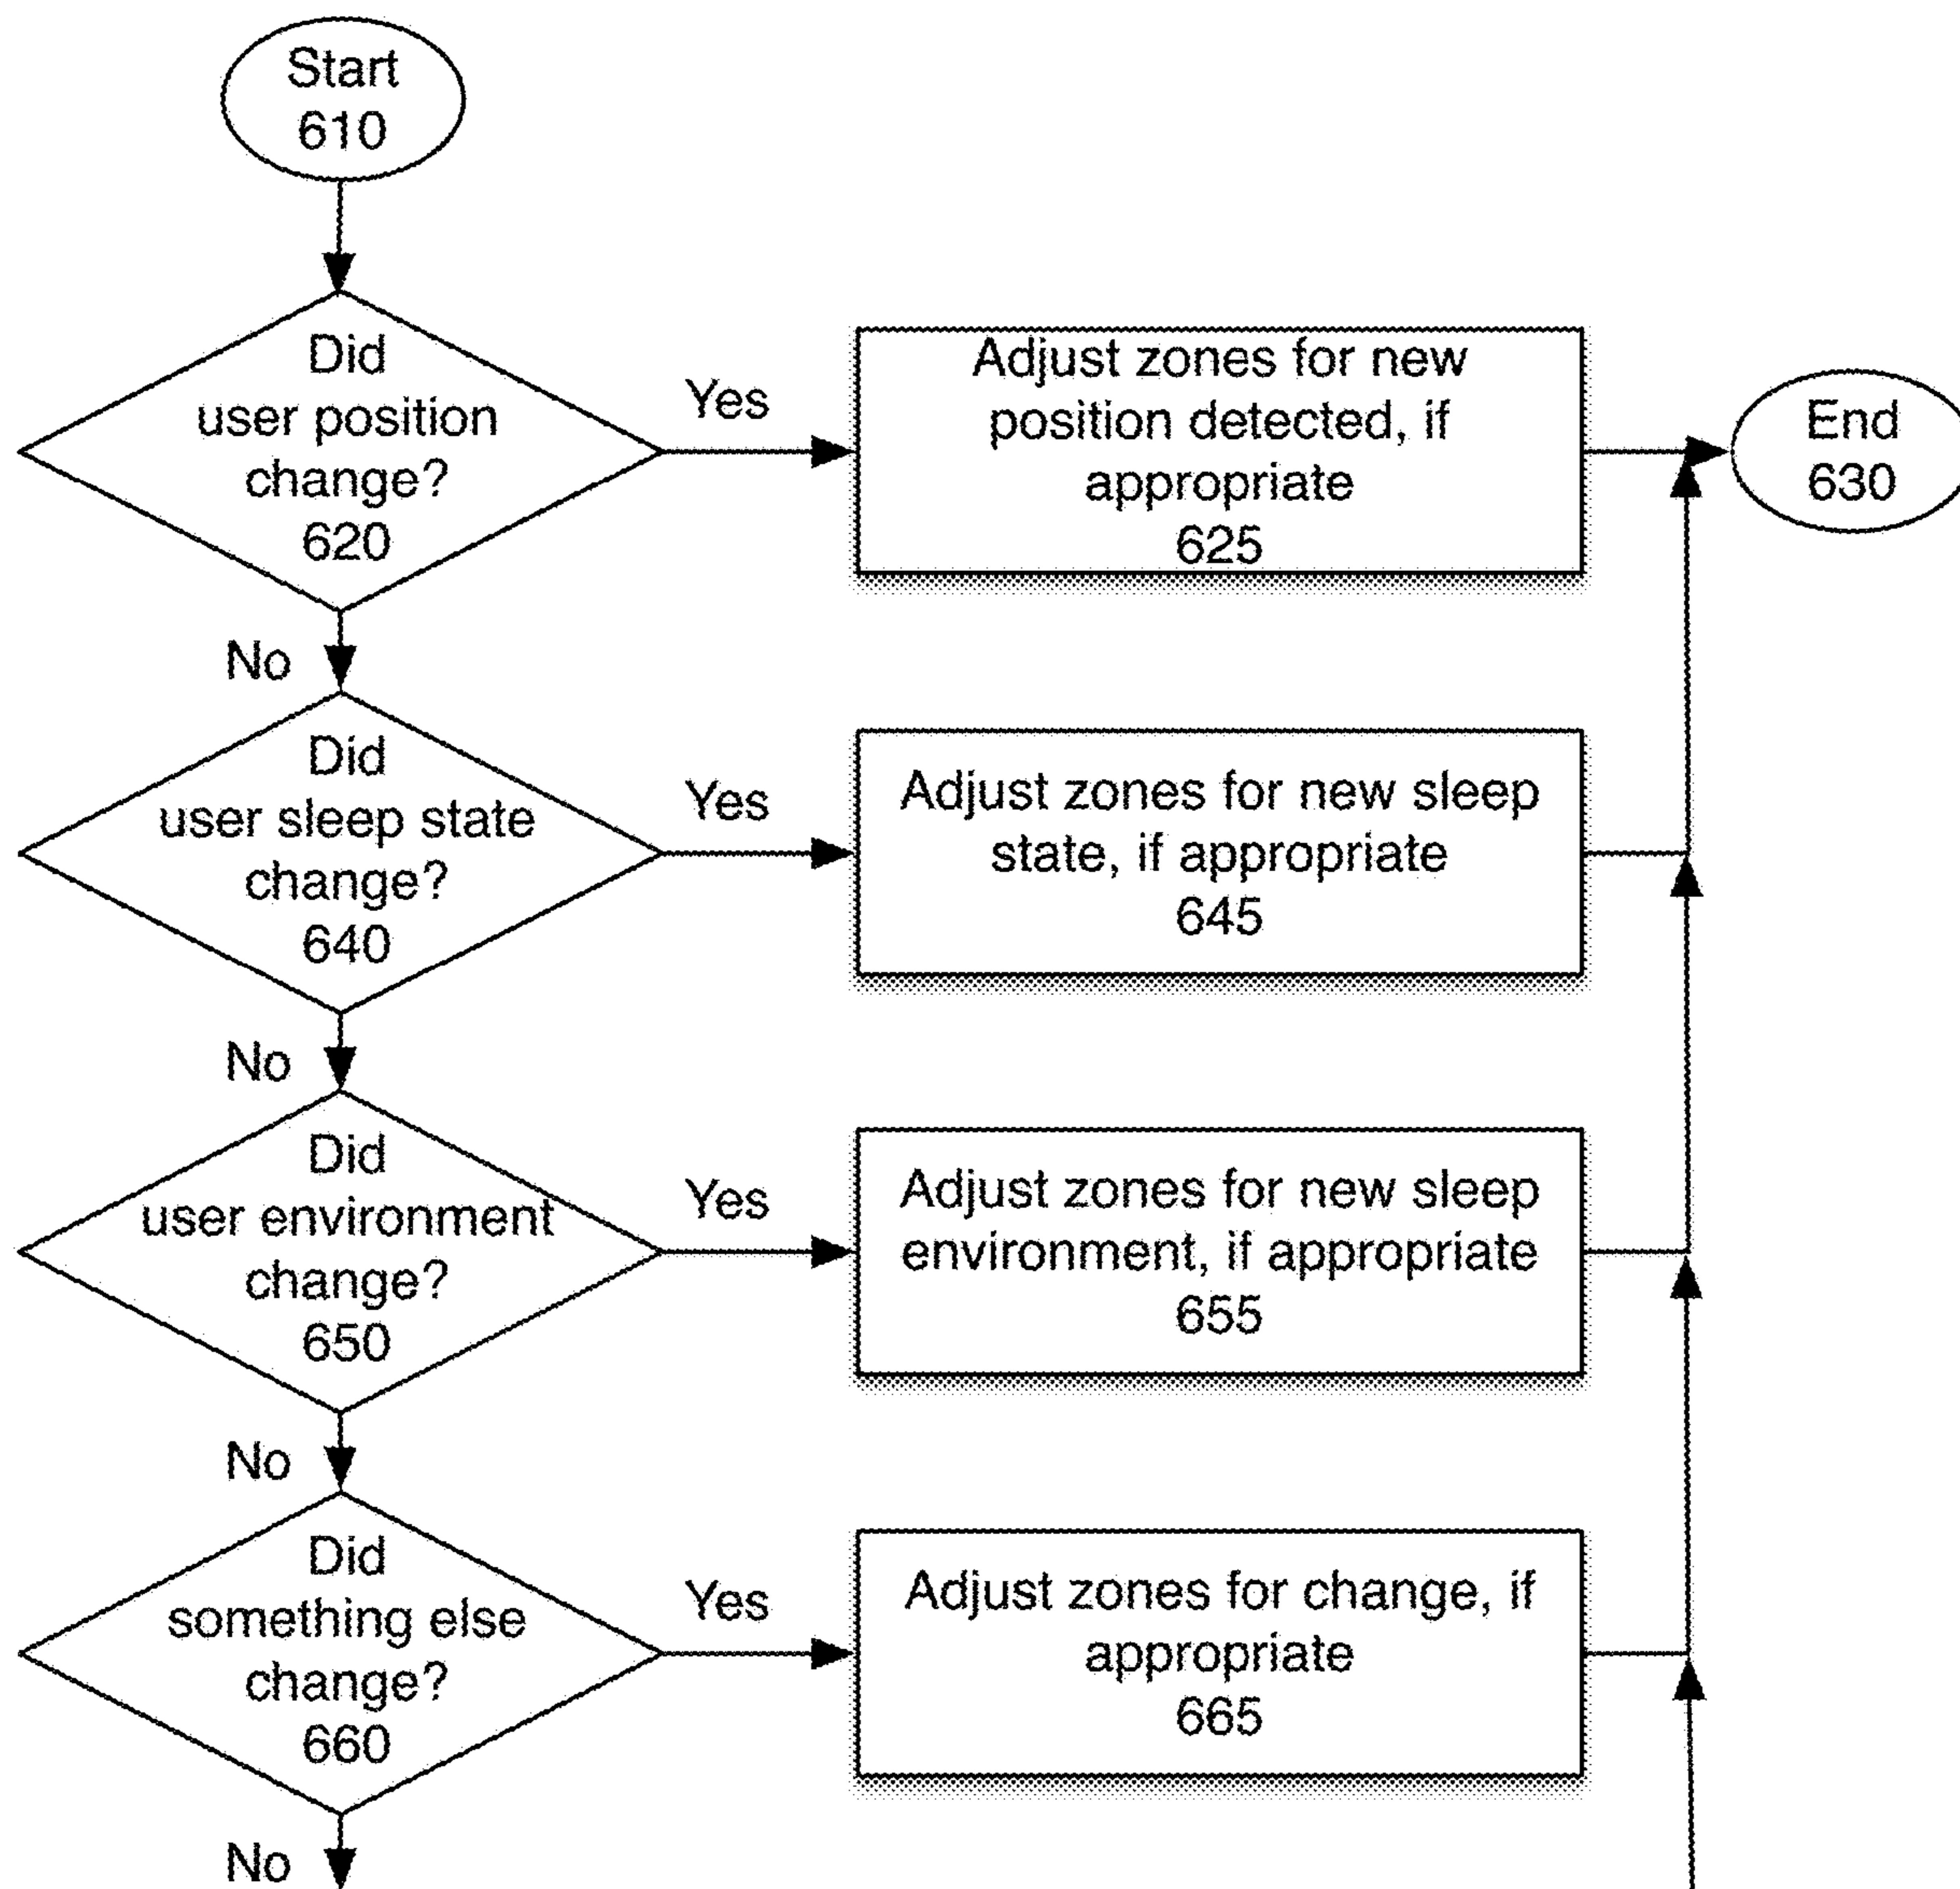 Start
610
Did
user position
change?
620
Yes
Adjust zones for new
position detected, if
appropriate
625
End
630
No
Did
user sleep state
change?
640
Yes
Adjust zones for new sleep
state, if appropriate
645
No
Did
user environment
change?
650
Yes
Adjust zones for new sleep
environment, if appropriate
655
No
Did
something else
change?
660
Yes
Adjust zones for change, if
appropriate
665
No